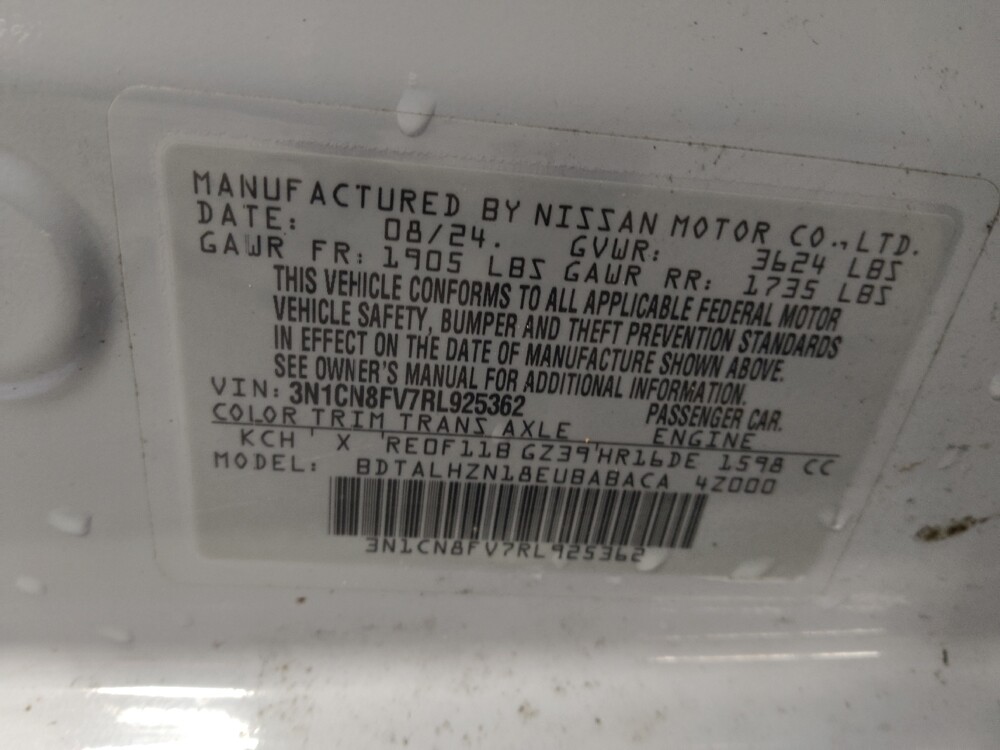 MANUFACTURED BY NISSAN MOTOR CO.,LTD.
DATE: 08/24. GVWR: 3624 LBS
GAWR FR: 1905 LBS GAWR RR: 1735 LBS
THIS VEHICLE CONFORMS TO ALL APPLICABLE FEDERAL MOTOR
VEHICLE SAFETY, BUMPER AND THEFT PREVENTION STANDARDS
IN EFFECT ON THE DATE OF MANUFACTURE SHOWN ABOVE.
SEE OWNER'S MANUAL FOR ADDITIONAL INFORMATION.
VIN: 3N1CN8FV7RL925362 PASSENGER CAR.
COLOR TRIM TRANS AXLE ENGINE
KCH X RE0F11B GZ39 HR16DE 1598 CC
MODEL: BDTALHZN18EUBABACA 4Z000
3N1CN8FV7RL925362